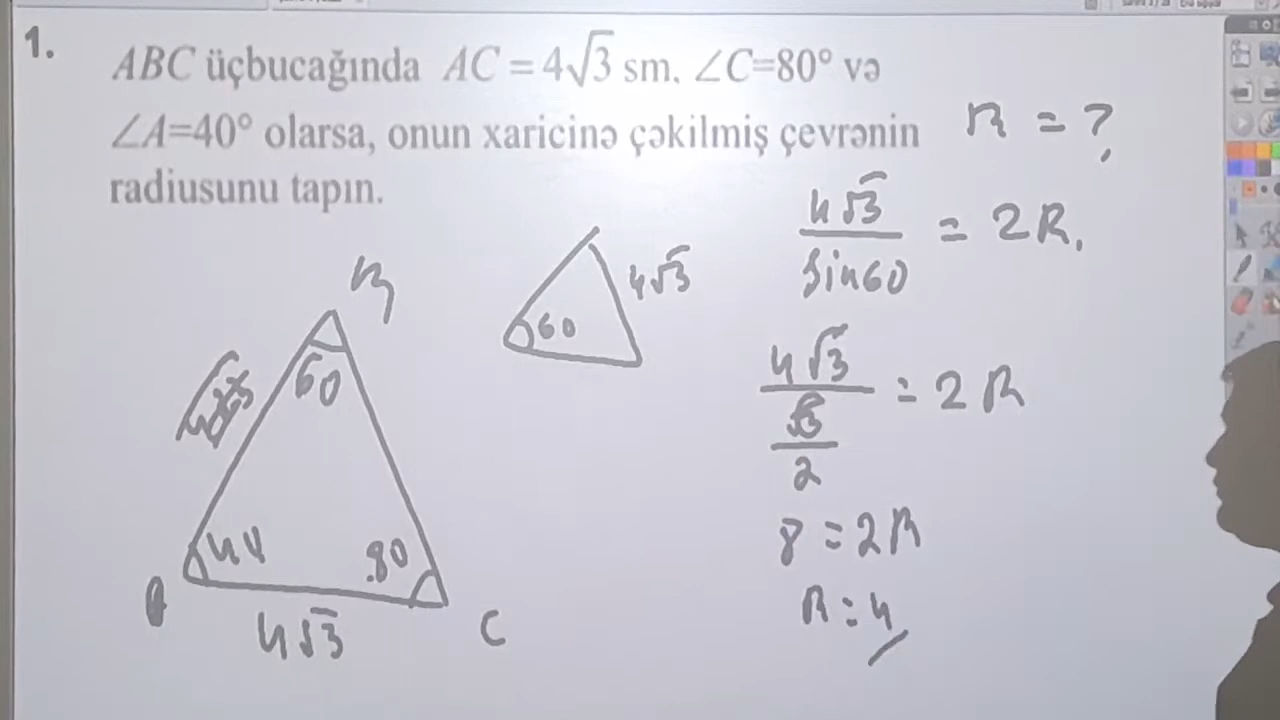 1.
ABC üçbucağında AC = 4√3 sm, ∠C=80° və
∠A=40° olarsa, onun xaricinə çəkilmiş çevrənin
radiusunu tapın.
R = ?
4√3 / sin60 = 2R.
4√3 / (√3 / 2) = 2R
8 = 2R
R = 4
B
60
40
80
A
4√3
C
60
4√3